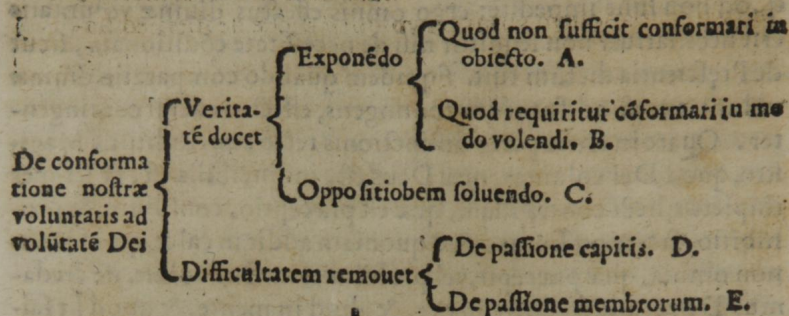 De conforma
tione nostræ
voluntatis ad
volũtatẽ Dei
Verita-
tẽ docet
Exponẽdo
Quod non sufficit conformari in
obiecto. A.
Quod requiritur cõformari in mo
do volendi. B.
Oppositiobem soluendo. C.
Difficultatem remouet
De passione capitis. D.
De passione membrorum. E.